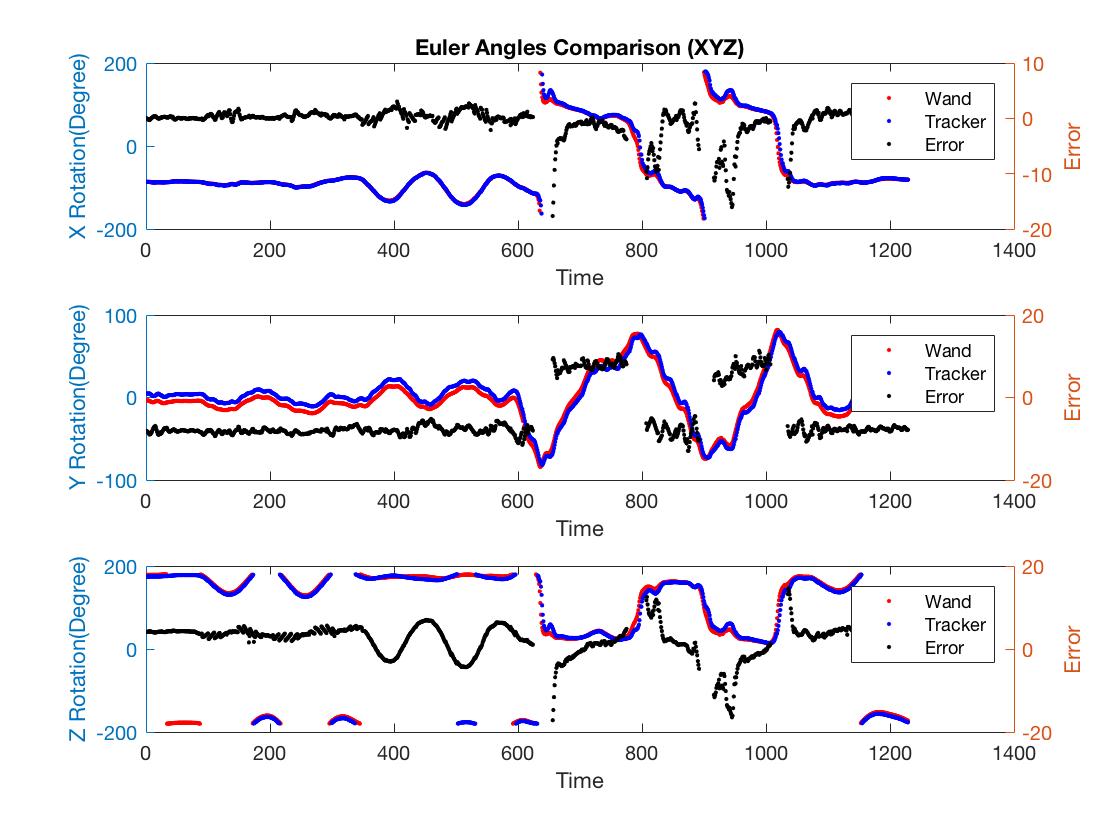 Euler Angles Comparison (XYZ)
X Rotation(Degree)
200
0
-200
10
0
-10
-20
Error
Wand
Tracker
Error
0 200 400 600 800 1000 1200 1400
Time
Y Rotation(Degree)
100
0
-100
20
0
-20
Error
Wand
Tracker
Error
0 200 400 600 800 1000 1200 1400
Time
Z Rotation(Degree)
200
0
-200
20
0
-20
Error
Wand
Tracker
Error
0 200 400 600 800 1000 1200 1400
Time